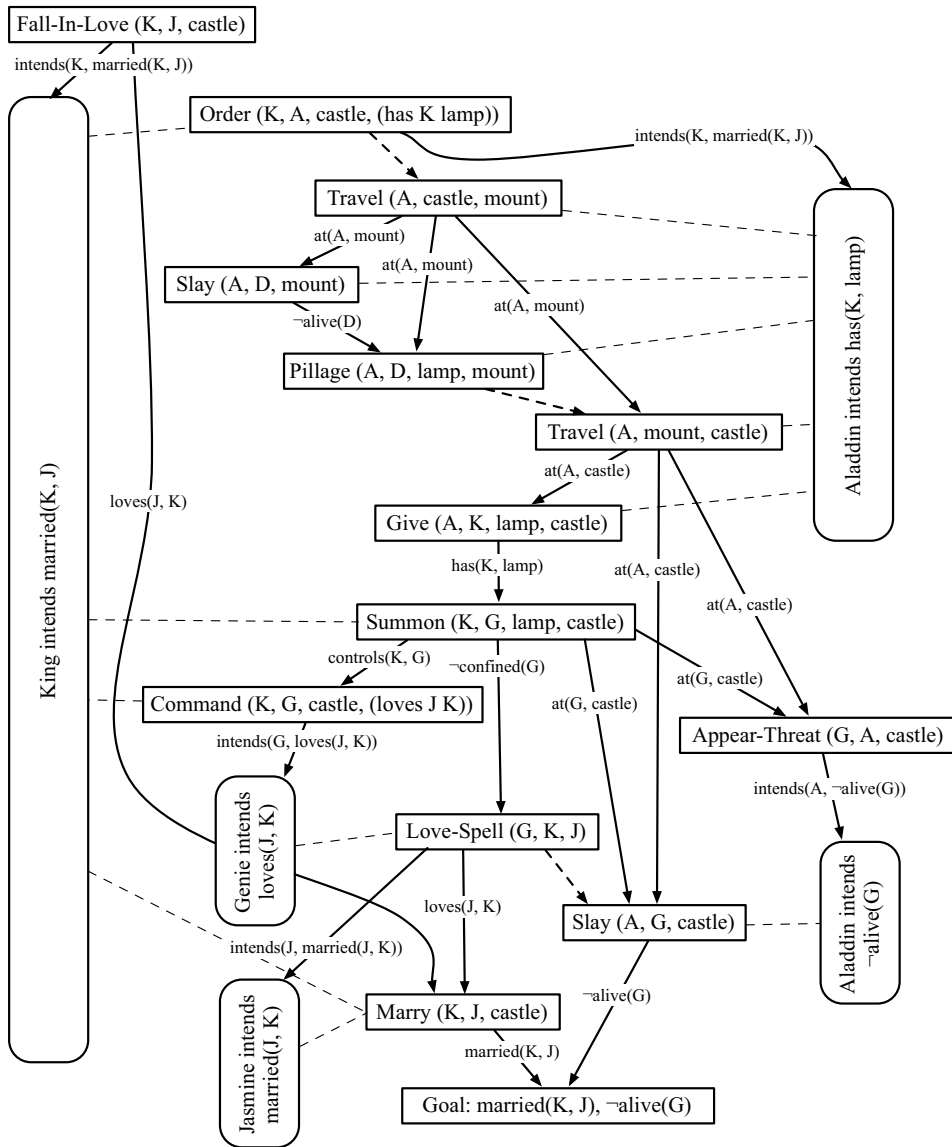 Fall-In-Love (K, J, castle)
intends(K, married(K, J))
Order (K, A, castle, (has K lamp))
intends(K, married(K, J))
Travel (A, castle, mount)
at(A, mount)
at(A, mount)
Slay (A, D, mount)
at(A, mount)
¬alive(D)
Pillage (A, D, lamp, mount)
Aladdin intends has(K, lamp)
Travel (A, mount, castle)
at(A, castle)
loves(J, K)
King intends married(K, J)
Give (A, K, lamp, castle)
has(K, lamp)
at(A, castle)
at(A, castle)
Summon (K, G, lamp, castle)
controls(K, G)
¬confined(G)
at(G, castle)
at(G, castle)
Command (K, G, castle, (loves J K))
Appear-Threat (G, A, castle)
intends(G, loves(J, K))
intends(A, ¬alive(G))
Genie intends
loves(J, K)
Love-Spell (G, K, J)
loves(J, K)
Slay (A, G, castle)
Aladdin intends
¬alive(G)
intends(J, married(J, K))
¬alive(G)
Jasmine intends
married(J, K)
Marry (K, J, castle)
married(K, J)
Goal: married(K, J), ¬alive(G)